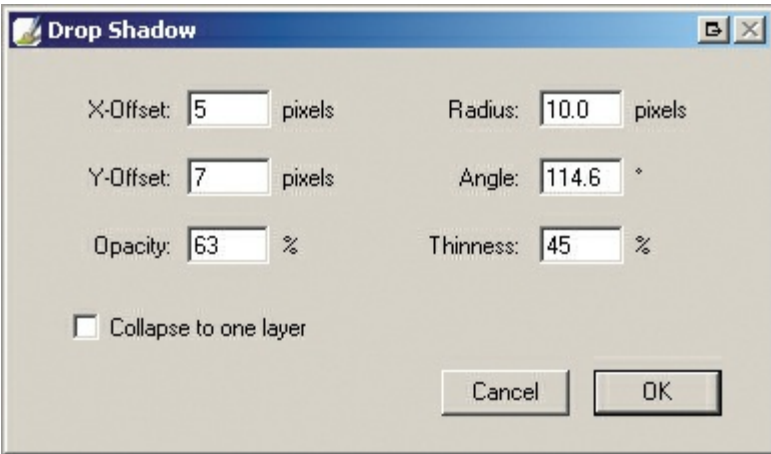 Drop Shadow
X-Offset: 5 pixels Radius: 10.0 pixels
Y-Offset: 7 pixels Angle: 114.6 °
Opacity: 63 % Thinness: 45 %
Collapse to one layer
Cancel OK